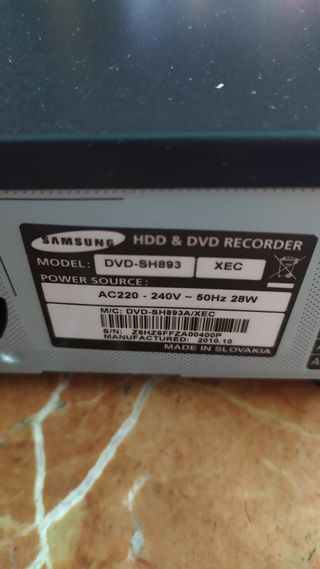 SAMSUNG HDD & DVD RECORDER
MODEL: DVD-SH893 XEC
POWER SOURCE:
AC220 - 240V ~ 50Hz 28W
M/C: DVD-SH893A/XEC
S/N: Z6HZ6FFZA00400P
MANUFACTURED: 2010.10
MADE IN SLOVAKIA